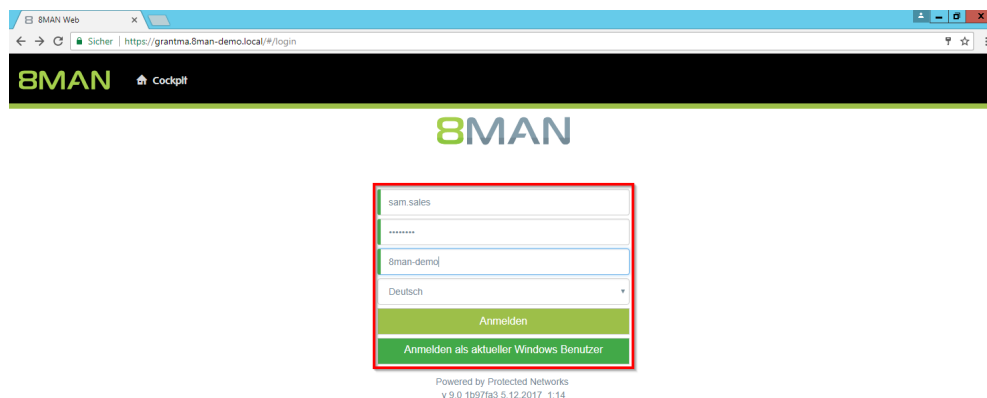 8MAN Web
Sicher https://grantma.8man-demo.local/#/login
8MAN Cockpit
8MAN
sam.sales
••••••••
8man-demo
Deutsch
Anmelden
Anmelden als aktueller Windows Benutzer
Powered by Protected Networks
v 9.0.1b97fa3 5.12.2017 1:14